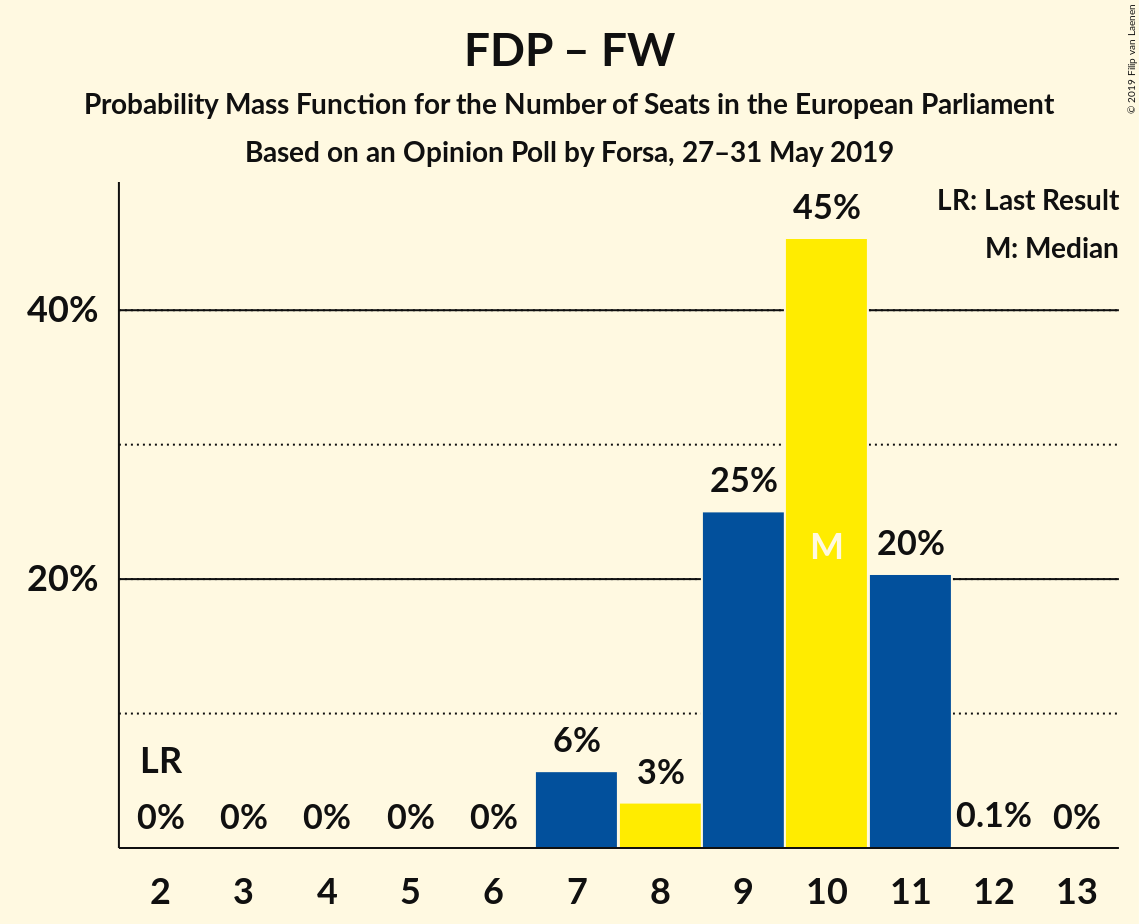 FDP – FW
Probability Mass Function for the Number of Seats in the European Parliament
Based on an Opinion Poll by Forsa, 27–31 May 2019
© 2019 Filip van Laenen
LR: Last Result
M: Median
45%
40%
25%
M
20%
20%
LR
6%
3%
0% 0% 0% 0% 0% 0.1% 0%
2 3 4 5 6 7 8 9 10 11 12 13